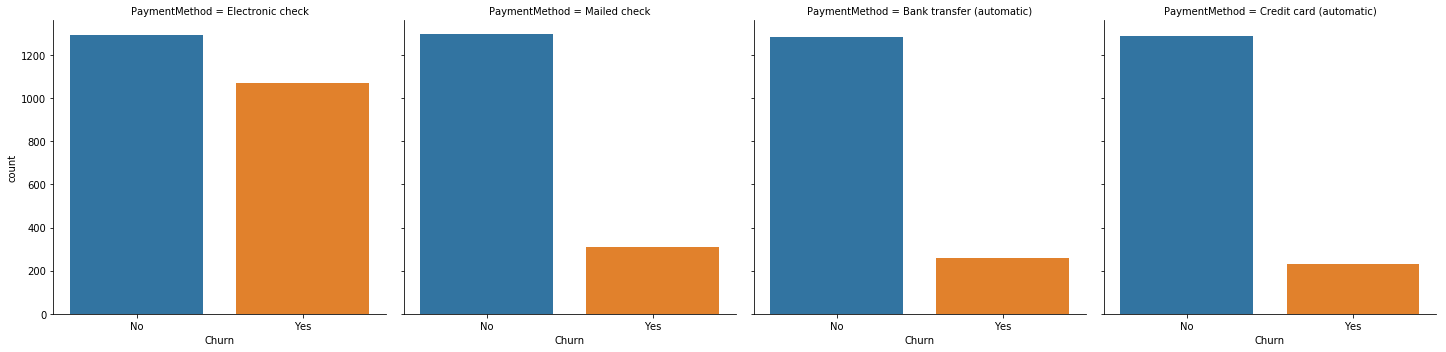 PaymentMethod = Electronic check
PaymentMethod = Mailed check
PaymentMethod = Bank transfer (automatic)
PaymentMethod = Credit card (automatic)
count
1200
1000
800
600
400
200
0
No
Yes
No
Yes
No
Yes
No
Yes
Churn
Churn
Churn
Churn